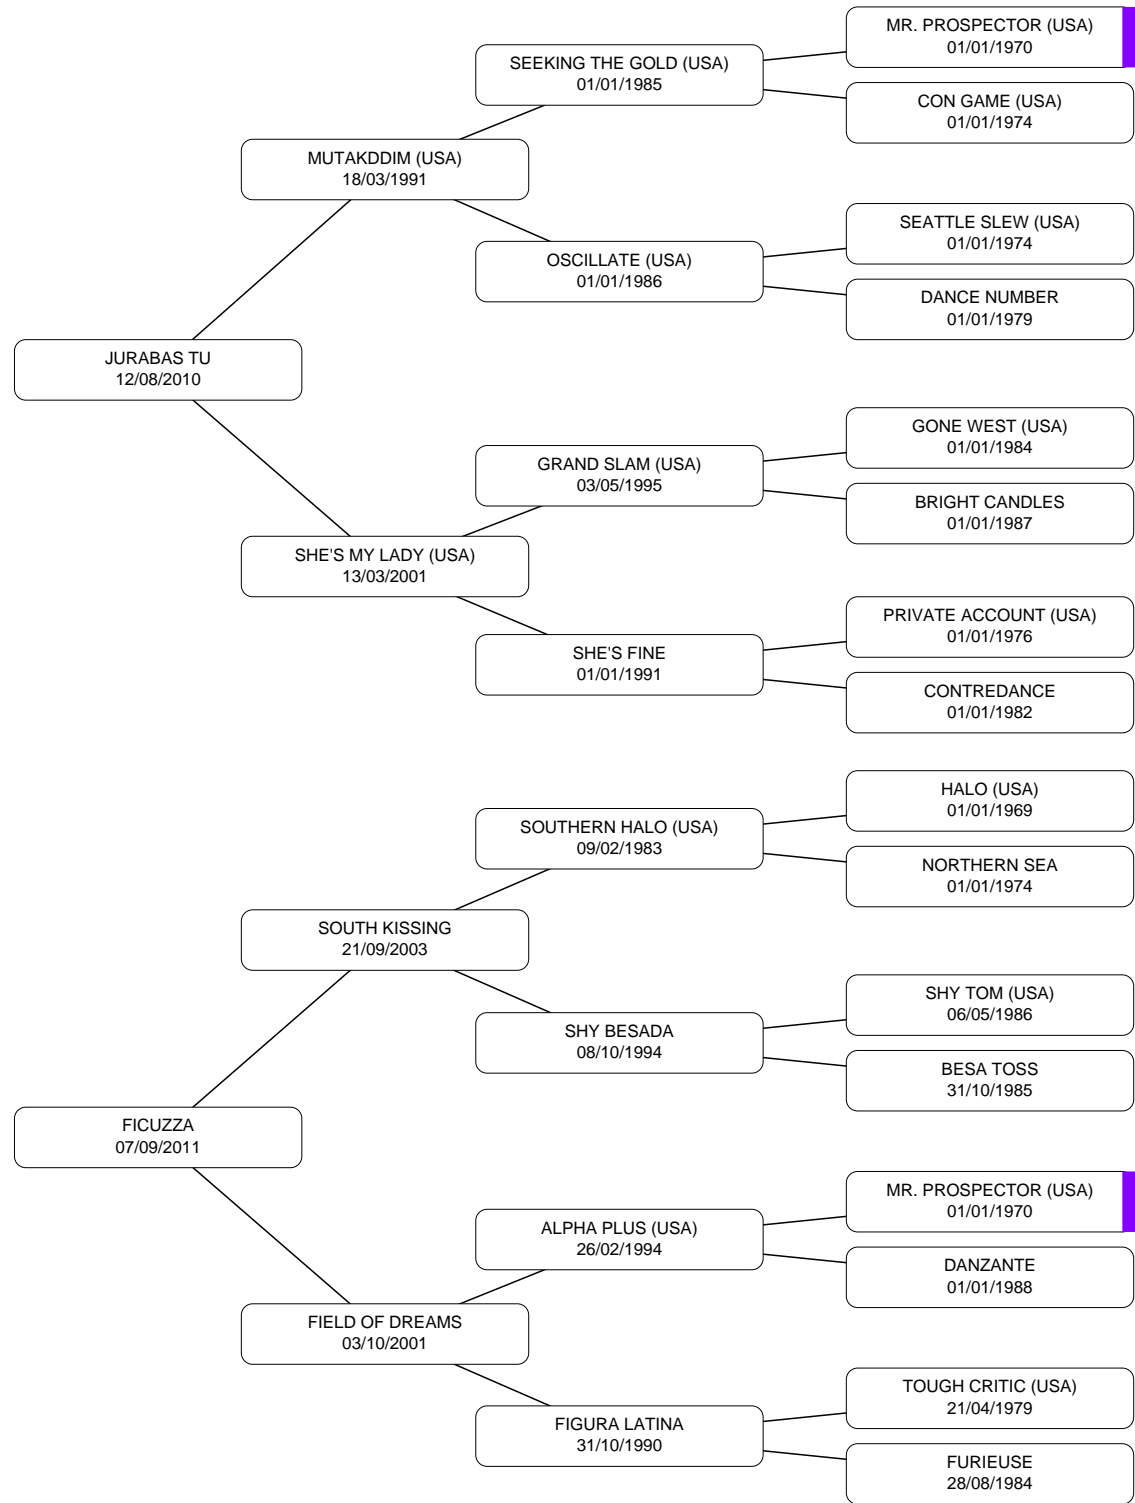 MR. PROSPECTOR (USA)
01/01/1970
SEEKING THE GOLD (USA)
01/01/1985
CON GAME (USA)
01/01/1974
MUTAKDDIM (USA)
18/03/1991
SEATTLE SLEW (USA)
01/01/1974
OSCILLATE (USA)
01/01/1986
DANCE NUMBER
01/01/1979
JURABAS TU
12/08/2010
GONE WEST (USA)
01/01/1984
GRAND SLAM (USA)
03/05/1995
BRIGHT CANDLES
01/01/1987
SHE'S MY LADY (USA)
13/03/2001
PRIVATE ACCOUNT (USA)
01/01/1976
SHE'S FINE
01/01/1991
CONTREDANCE
01/01/1982
HALO (USA)
01/01/1969
SOUTHERN HALO (USA)
09/02/1983
NORTHERN SEA
01/01/1974
SOUTH KISSING
21/09/2003
SHY TOM (USA)
06/05/1986
SHY BESADA
08/10/1994
BESA TOSS
31/10/1985
FICUZZA
07/09/2011
MR. PROSPECTOR (USA)
01/01/1970
ALPHA PLUS (USA)
26/02/1994
DANZANTE
01/01/1988
FIELD OF DREAMS
03/10/2001
TOUGH CRITIC (USA)
21/04/1979
FIGURA LATINA
31/10/1990
FURIEUSE
28/08/1984